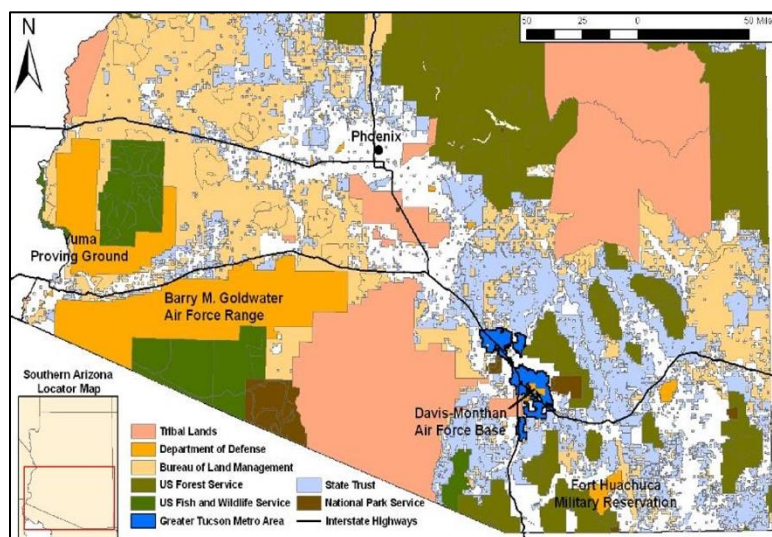 N
50
0
50 Miles
Phoenix
Yuma
Proving Ground
Barry M. Goldwater
Air Force Range
Southern Arizona
Locator Map
Davis-Monthan
Air Force Base
Fort Huachuca
Military Reservation
Tribal Lands
Department of Defense
Bureau of Land Management
US Forest Service
State Trust
US Fish and Wildlife Service
National Park Service
Greater Tucson Metro Area
Interstate Highways